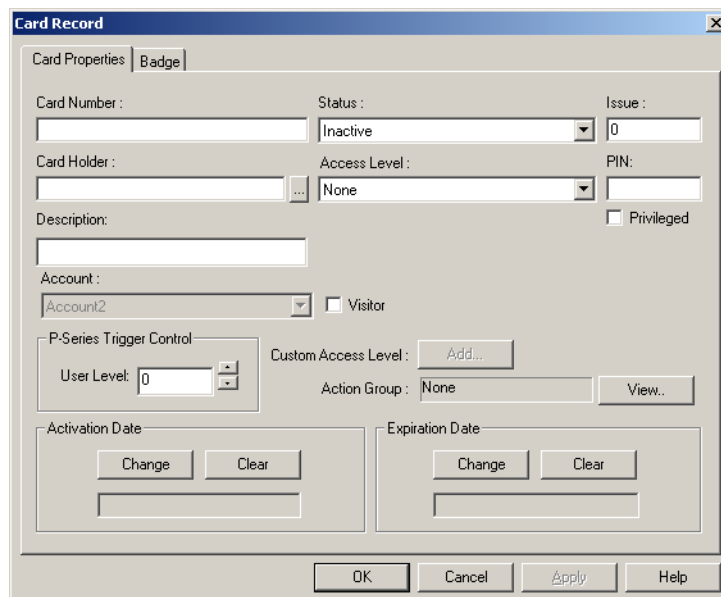 Card Record
Card Properties Badge
Card Number : Status : Issue :
Inactive 0
Card Holder : Access Level : PIN:
... None
Privileged
Description:
Account :
Account2 Visitor
P-Series Trigger Control
User Level: 0
Custom Access Level : Add...
Action Group : None View..
Activation Date Expiration Date
Change Clear Change Clear
OK Cancel Apply Help